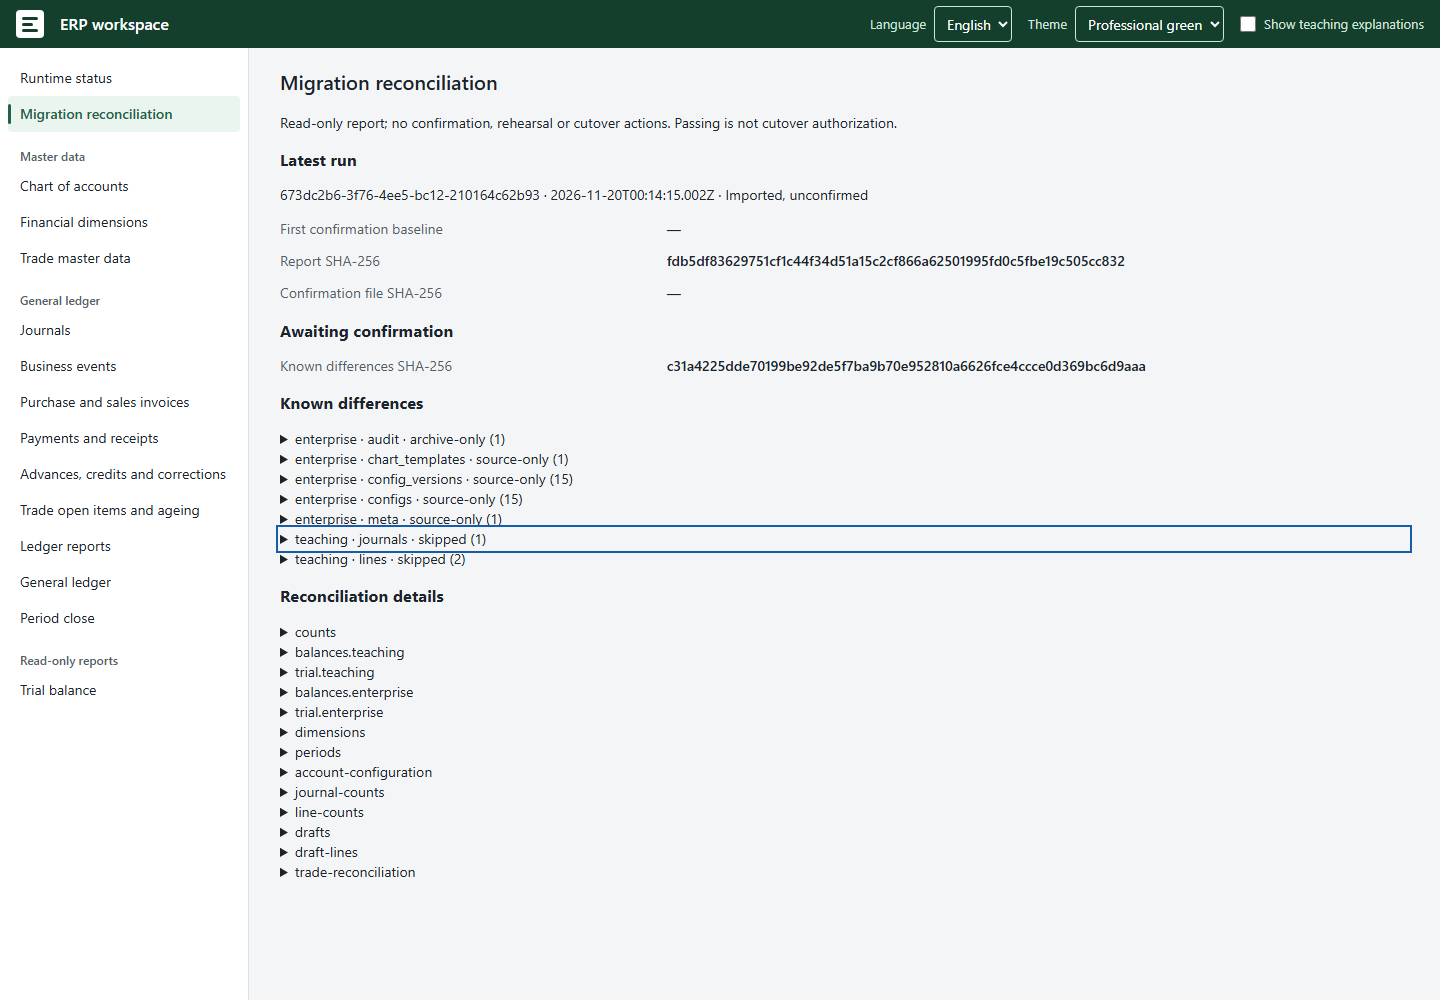 ERP workspace
Language English Theme Professional green Show teaching explanations
Runtime status
Migration reconciliation
Master data
Chart of accounts
Financial dimensions
Trade master data
General ledger
Journals
Business events
Purchase and sales invoices
Payments and receipts
Advances, credits and corrections
Trade open items and ageing
Ledger reports
General ledger
Period close
Read-only reports
Trial balance
Migration reconciliation
Read-only report; no confirmation, rehearsal or cutover actions. Passing is not cutover authorization.
Latest run
673dc2b6-3f76-4ee5-bc12-210164c62b93 · 2026-11-20T00:14:15.002Z · Imported, unconfirmed
First confirmation baseline —
Report SHA-256 fdb5df83629751cf1c44f34d51a15c2cf866a62501995fd0c5fbe19c505cc832
Confirmation file SHA-256 —
Awaiting confirmation
Known differences SHA-256 c31a4225dde70199be92de5f7ba9b70e952810a6626fce4ccce0d369bc6d9aaa
Known differences
enterprise · audit · archive-only (1)
enterprise · chart_templates · source-only (1)
enterprise · config_versions · source-only (15)
enterprise · configs · source-only (15)
enterprise · meta · source-only (1)
teaching · journals · skipped (1)
teaching · lines · skipped (2)
Reconciliation details
counts
balances.teaching
trial.teaching
balances.enterprise
trial.enterprise
dimensions
periods
account-configuration
journal-counts
line-counts
drafts
draft-lines
trade-reconciliation